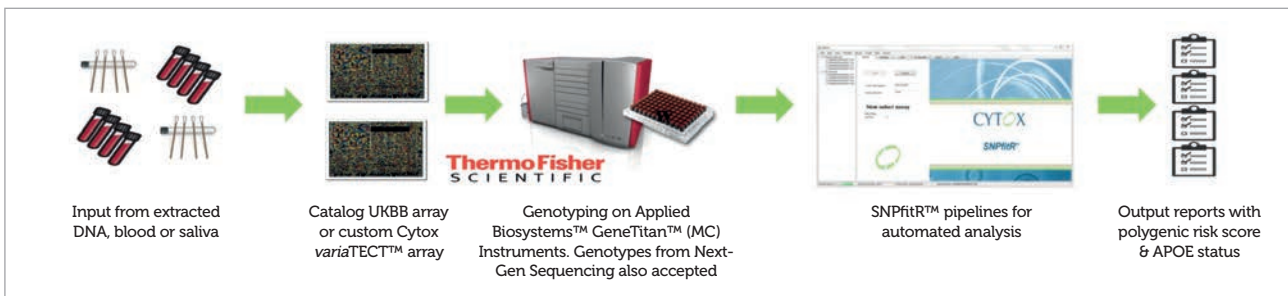 ThermoFisher
SCIENTIFIC
CYTOX
SNPfitR™
Input from extracted
DNA, blood or saliva
Catalog UKBB array
or custom Cytox
variaTECT™ array
Genotyping on Applied
Biosystems™ GeneTitan™ (MC)
Instruments. Genotypes from Next-
Gen Sequencing also accepted
SNPfitR™ pipelines for
automated analysis
Output reports with
polygenic risk score
& APOE status